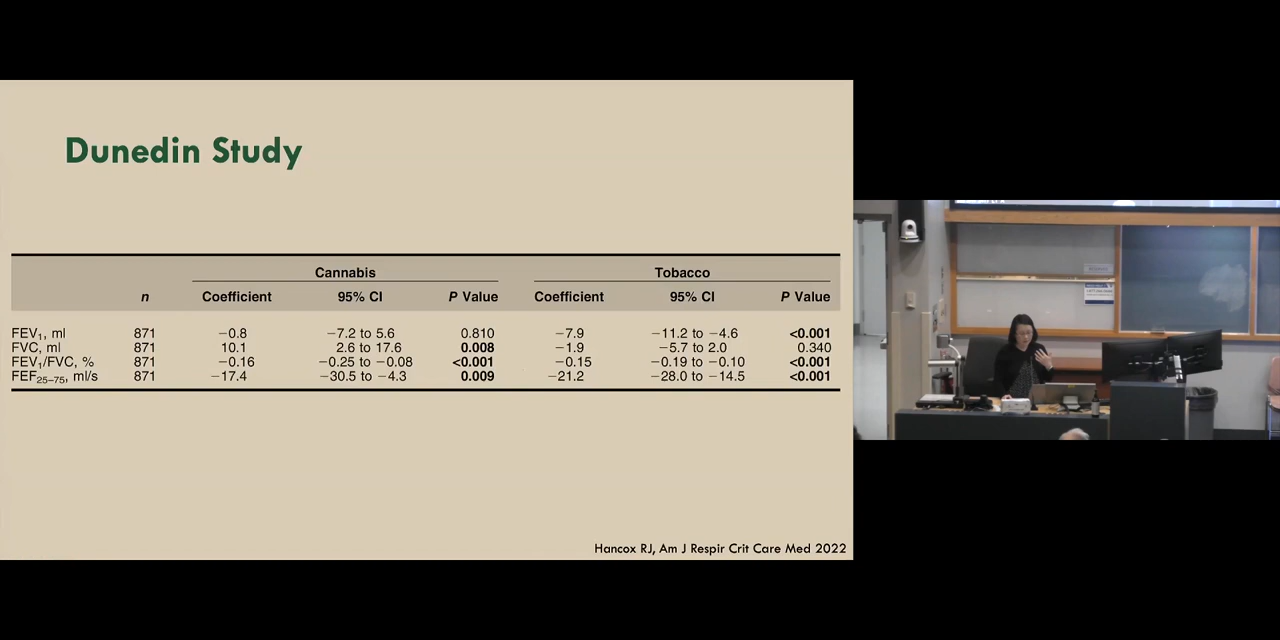 Dunedin Study
Cannabis Tobacco
n Coefficient 95% CI P Value Coefficient 95% CI P Value
FEV1, ml 871 −0.8 −7.2 to 5.6 0.810 −7.9 −11.2 to −4.6 <0.001
FVC, ml 871 10.1 2.6 to 17.6 0.008 −1.9 −5.7 to 2.0 0.340
FEV1/FVC, % 871 −0.16 −0.25 to −0.08 <0.001 −0.15 −0.19 to −0.10 <0.001
FEF25–75, ml/s 871 −17.4 −30.5 to −4.3 0.009 −21.2 −28.0 to −14.5 <0.001
Hancox RJ, Am J Respir Crit Care Med 2022